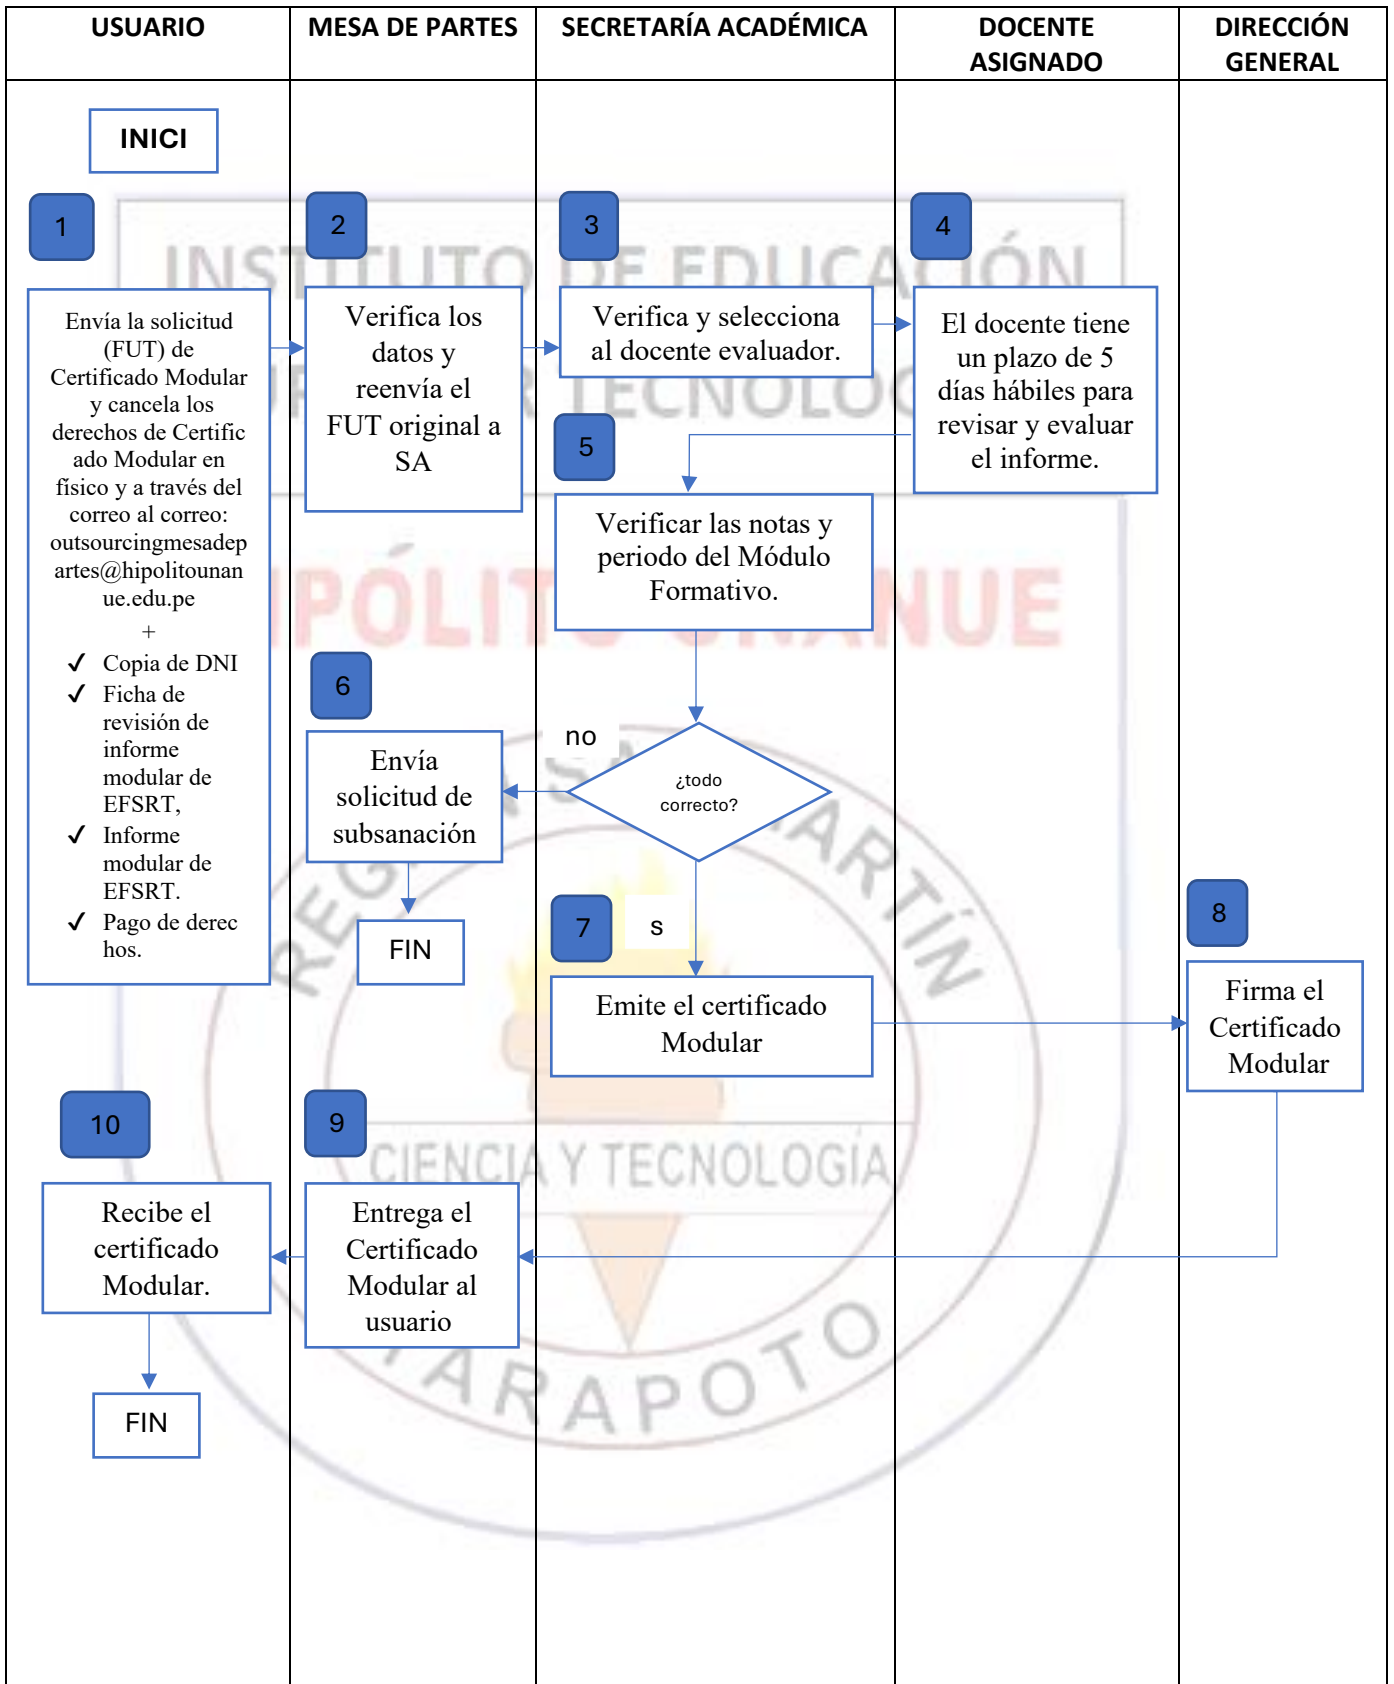 USUARIO
MESA DE PARTES
SECRETARÍA ACADÉMICA
DOCENTE
ASIGNADO
DIRECCIÓN
GENERAL
INICI
1
Envía la solicitud
(FUT) de
Certificado Modular
y cancela los
derechos de Certific
ado Modular en
físico y a través del
correo al correo:
outsourcingmesadep
artes@hipolitounan
ue.edu.pe
+
✓ Copia de DNI
✓ Ficha de
revisión de
informe
modular de
EFSRT,
✓ Informe
modular de
EFSRT.
✓ Pago de derec
hos.
2
Verifica los
datos y
reenvía el
FUT original a
SA
3
Verifica y selecciona
al docente evaluador.
4
El docente tiene
un plazo de 5
días hábiles para
revisar y evaluar
el informe.
5
Verificar las notas y
periodo del Módulo
Formativo.
¿todo
correcto?
no
6
Envía
solicitud de
subsanación
FIN
s
7
Emite el certificado
Modular
8
Firma el
Certificado
Modular
9
Entrega el
Certificado
Modular al
usuario
10
Recibe el
certificado
Modular.
FIN
INSTITUTO DE EDUCACIÓN
TECNOLO
HIPÓLITO UNANUE
REGIÓN SAN MARTÍN
CIENCIA Y TECNOLOGÍA
TARAPOTO